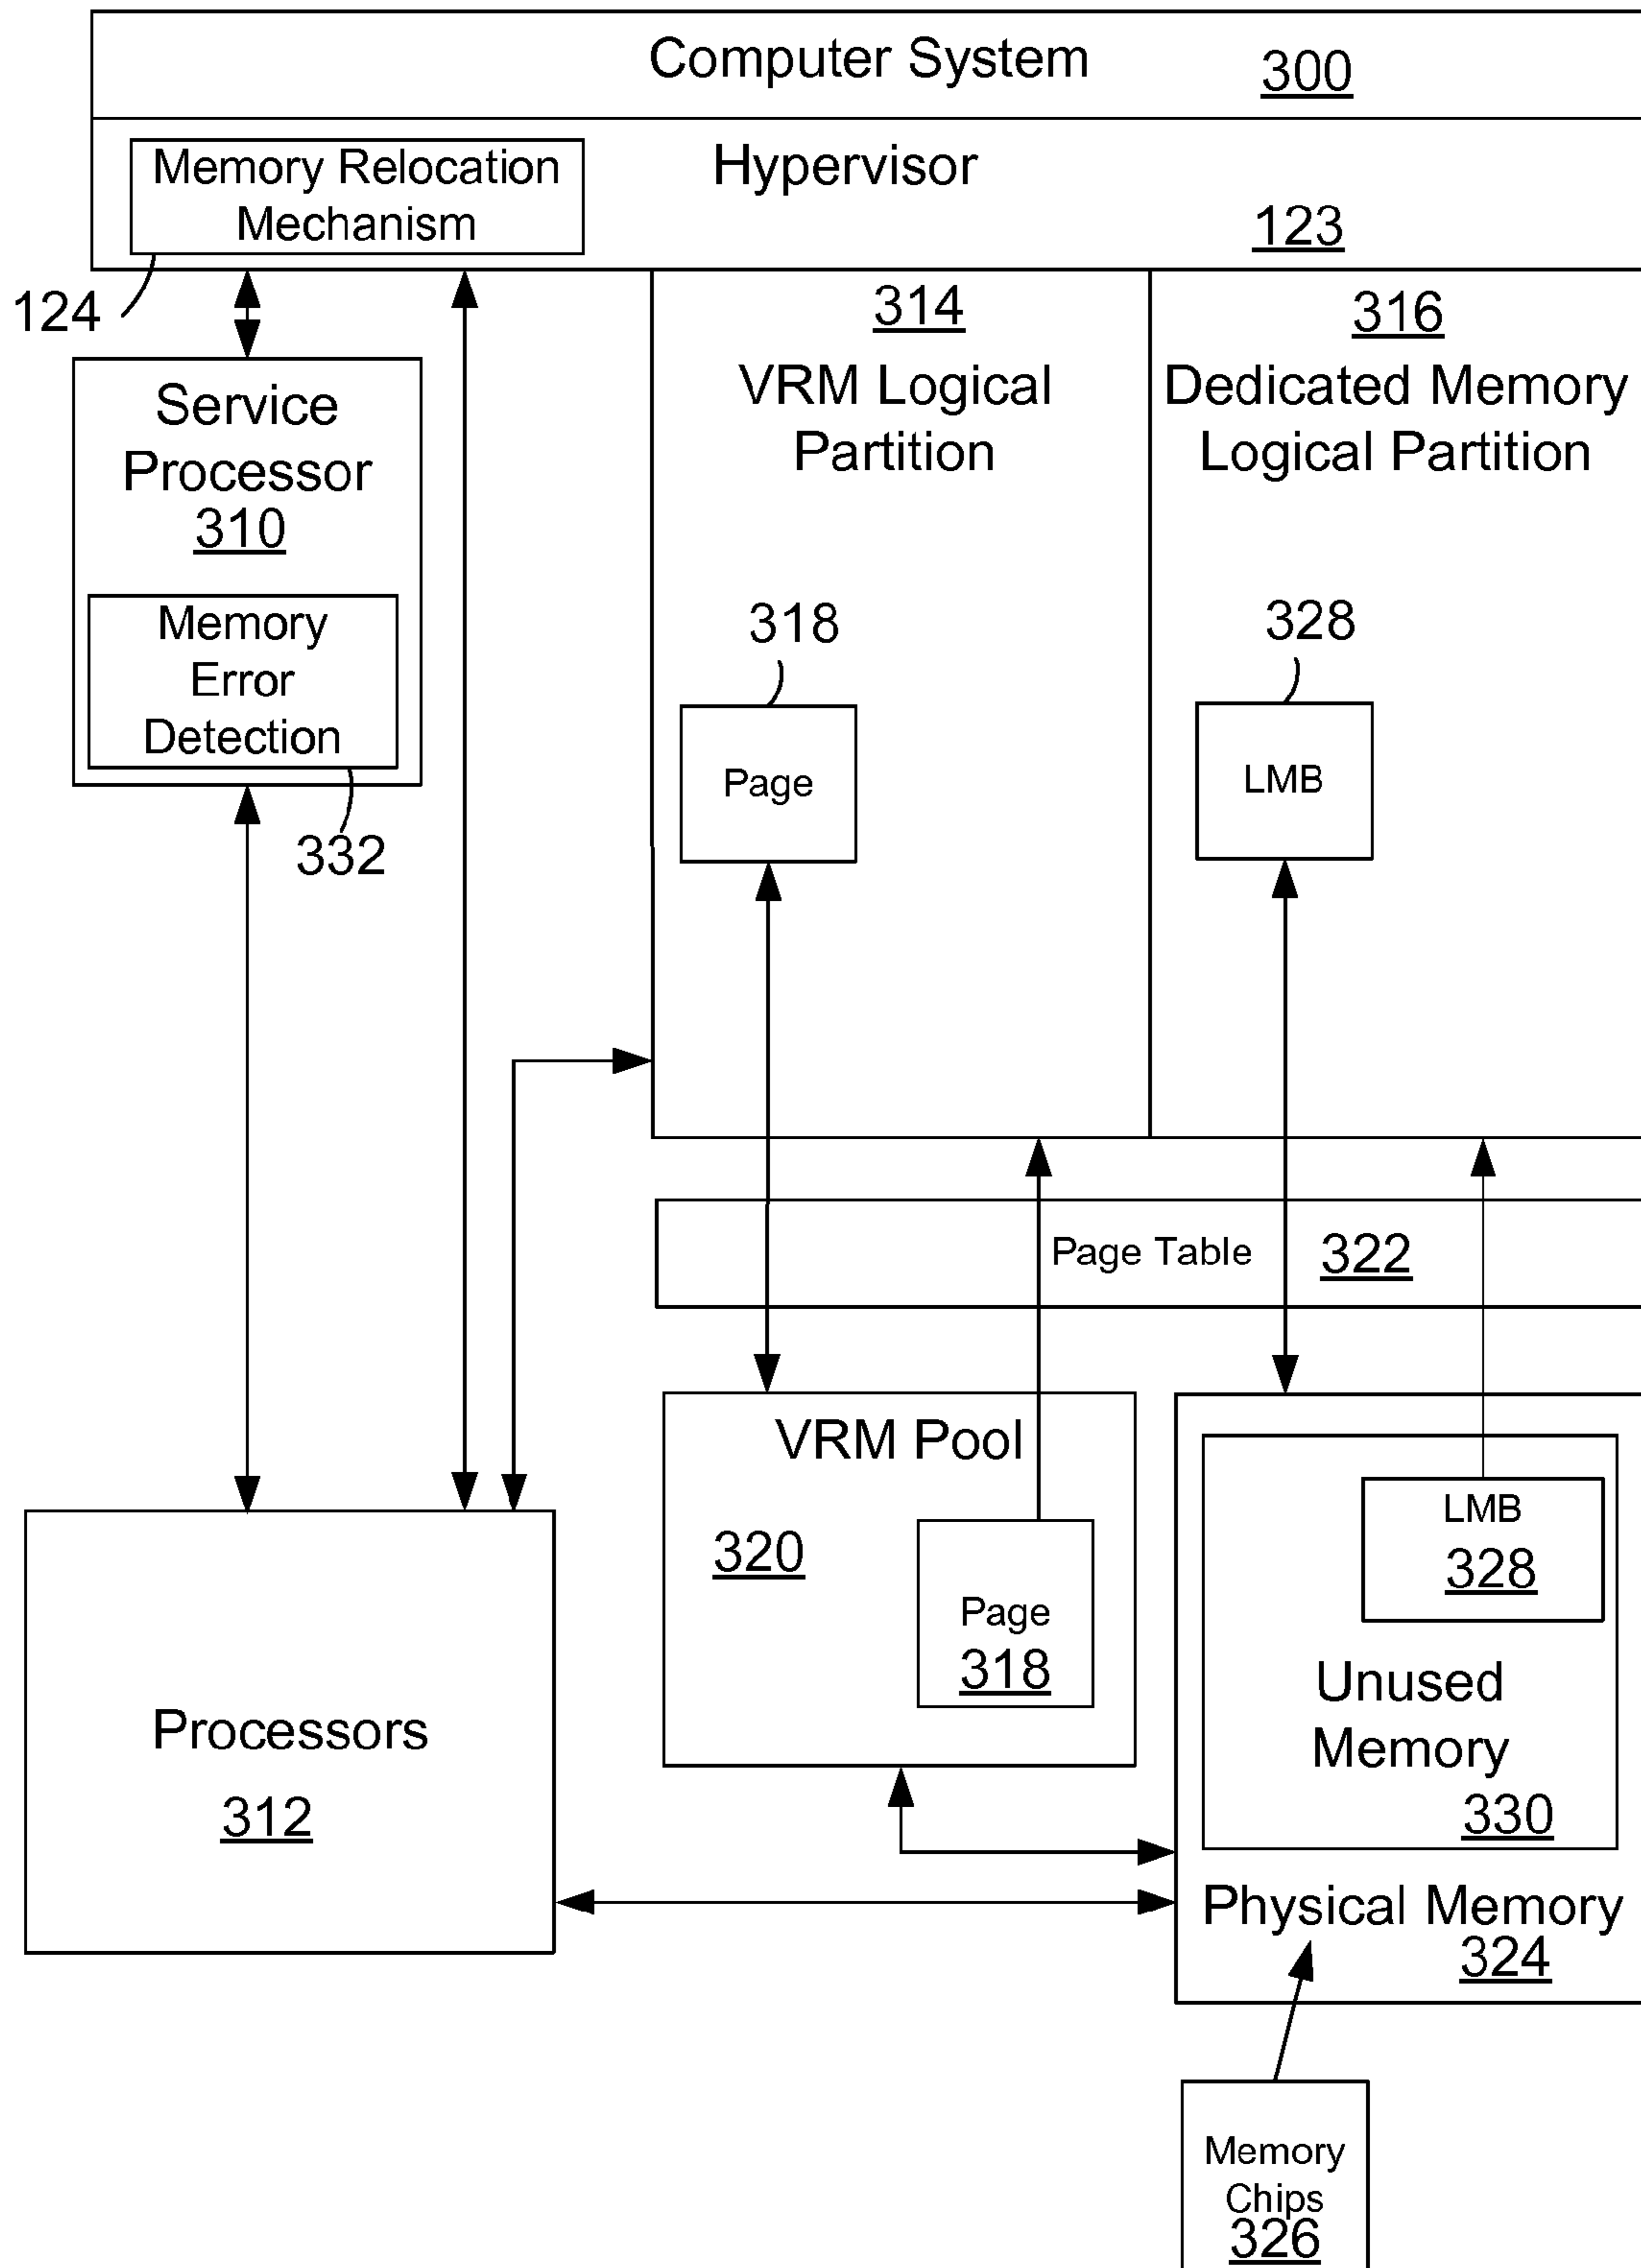 Computer System 300
Memory Relocation
Mechanism
Hypervisor
123
124
Service
Processor
310
Memory
Error
Detection
332
314
VRM Logical
Partition
318
Page
316
Dedicated Memory
Logical Partition
328
LMB
Page Table 322
VRM Pool
320
Page
318
LMB
328
Unused
Memory
330
Physical Memory
324
Processors
312
Memory
Chips
326